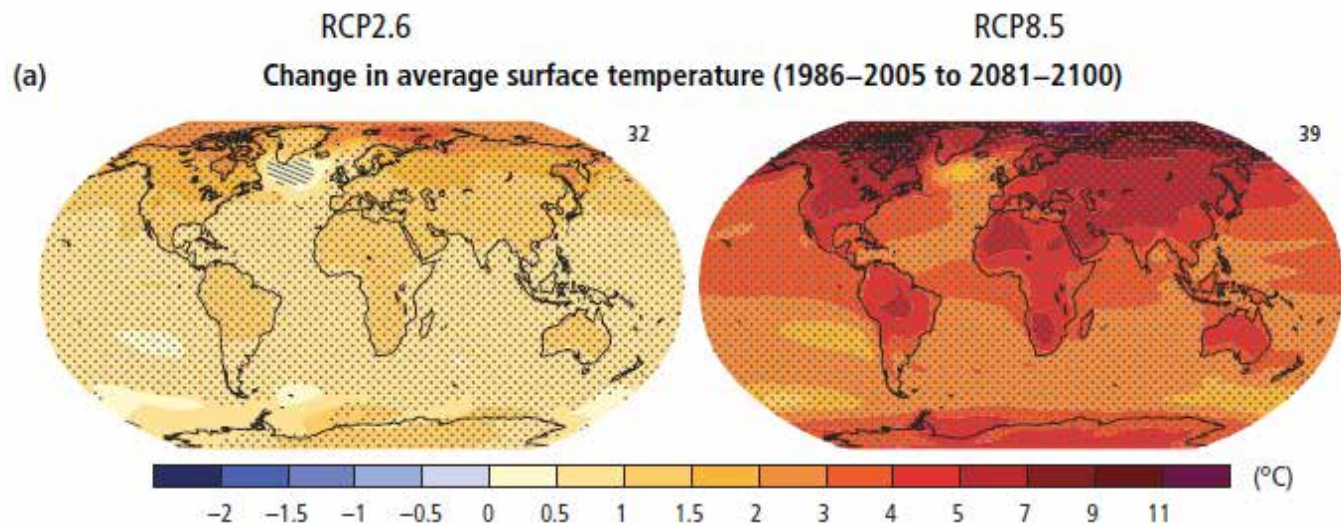 RCP2.6 RCP8.5
(a) Change in average surface temperature (1986–2005 to 2081–2100)
32 39
−2 −1.5 −1 −0.5 0 0.5 1 1.5 2 3 4 5 7 9 11 (°C)